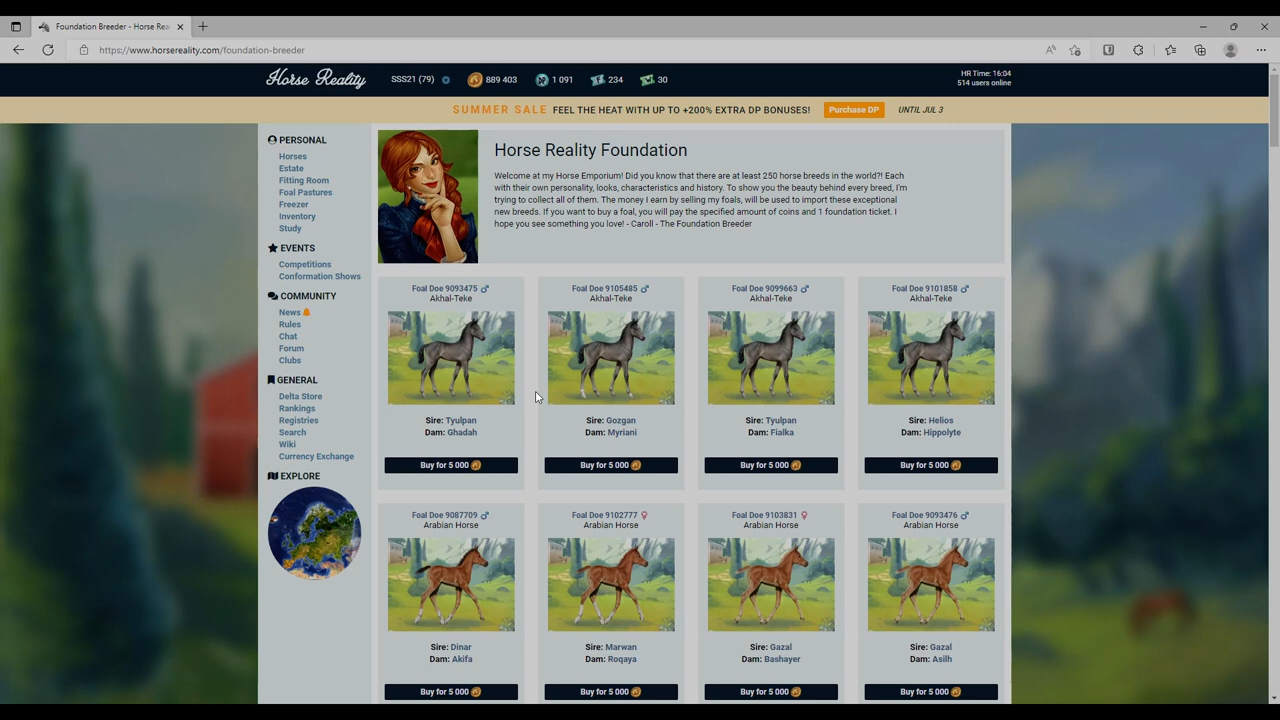 Foundation Breeder - Horse Rea
https://www.horsereality.com/foundation-breeder
Horse Reality
SSS21 (79)
889 403
1 091
234
30
HR Time: 16:04
514 users online
SUMMER SALE FEEL THE HEAT WITH UP TO +200% EXTRA DP BONUSES! Purchase DP UNTIL JUL 3
PERSONAL
Horses
Estate
Fitting Room
Foal Pastures
Freezer
Inventory
Study
EVENTS
Competitions
Conformation Shows
COMMUNITY
News
Rules
Chat
Forum
Clubs
GENERAL
Delta Store
Rankings
Registries
Search
Wiki
Currency Exchange
EXPLORE
Horse Reality Foundation
Welcome at my Horse Emporium! Did you know that there are at least 250 horse breeds in the world?! Each
with their own personality, looks, characteristics and history. To show you the beauty behind every breed, I'm
trying to collect all of them. The money I earn by selling my foals, will be used to import these exceptional
new breeds. If you want to buy a foal, you will pay the specified amount of coins and 1 foundation ticket. I
hope you see something you love! - Caroll - The Foundation Breeder
Foal Doe 9093475 ♂
Akhal-Teke
Sire: Tyulpan
Dam: Ghadah
Buy for 5 000
Foal Doe 9105485 ♂
Akhal-Teke
Sire: Gozgan
Dam: Myriani
Buy for 5 000
Foal Doe 9099663 ♂
Akhal-Teke
Sire: Tyulpan
Dam: Fialka
Buy for 5 000
Foal Doe 9101858 ♂
Akhal-Teke
Sire: Helios
Dam: Hippolyte
Buy for 5 000
Foal Doe 9087709 ♂
Arabian Horse
Sire: Dinar
Dam: Akifa
Buy for 5 000
Foal Doe 9102777 ♀
Arabian Horse
Sire: Marwan
Dam: Roqaya
Buy for 5 000
Foal Doe 9103831 ♀
Arabian Horse
Sire: Gazal
Dam: Bashayer
Buy for 5 000
Foal Doe 9093476 ♂
Arabian Horse
Sire: Gazal
Dam: Asilh
Buy for 5 000